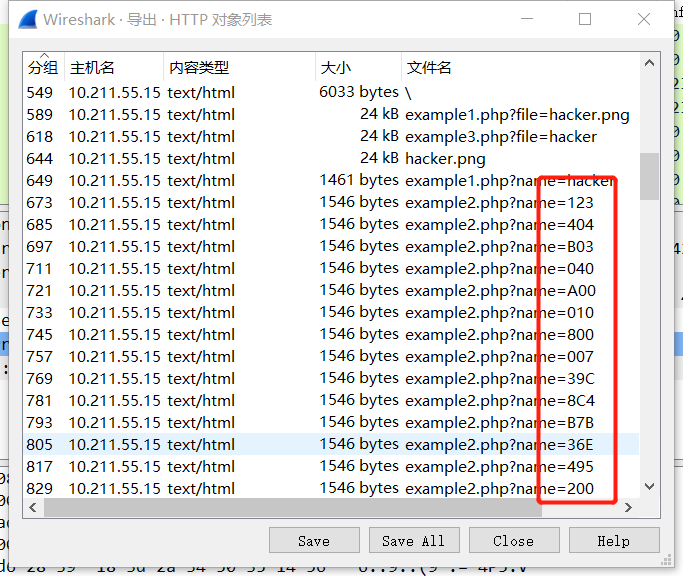 Wireshark · 导出 · HTTP 对象列表
分组 主机名 内容类型 大小 文件名
549 10.211.55.15 text/html 6033 bytes \
589 10.211.55.15 text/html 24 kB example1.php?file=hacker.png
618 10.211.55.15 text/html 24 kB example3.php?file=hacker
644 10.211.55.15 text/html 24 kB hacker.png
649 10.211.55.15 text/html 1461 bytes example1.php?name=hacker
673 10.211.55.15 text/html 1546 bytes example2.php?name=123
685 10.211.55.15 text/html 1546 bytes example2.php?name=404
697 10.211.55.15 text/html 1546 bytes example2.php?name=B03
711 10.211.55.15 text/html 1546 bytes example2.php?name=040
721 10.211.55.15 text/html 1546 bytes example2.php?name=A00
733 10.211.55.15 text/html 1546 bytes example2.php?name=010
745 10.211.55.15 text/html 1546 bytes example2.php?name=800
757 10.211.55.15 text/html 1546 bytes example2.php?name=007
769 10.211.55.15 text/html 1546 bytes example2.php?name=39C
781 10.211.55.15 text/html 1546 bytes example2.php?name=8C4
793 10.211.55.15 text/html 1546 bytes example2.php?name=B7B
805 10.211.55.15 text/html 1546 bytes example2.php?name=36E
817 10.211.55.15 text/html 1546 bytes example2.php?name=495
829 10.211.55.15 text/html 1546 bytes example2.php?name=200
Save Save All Close Help